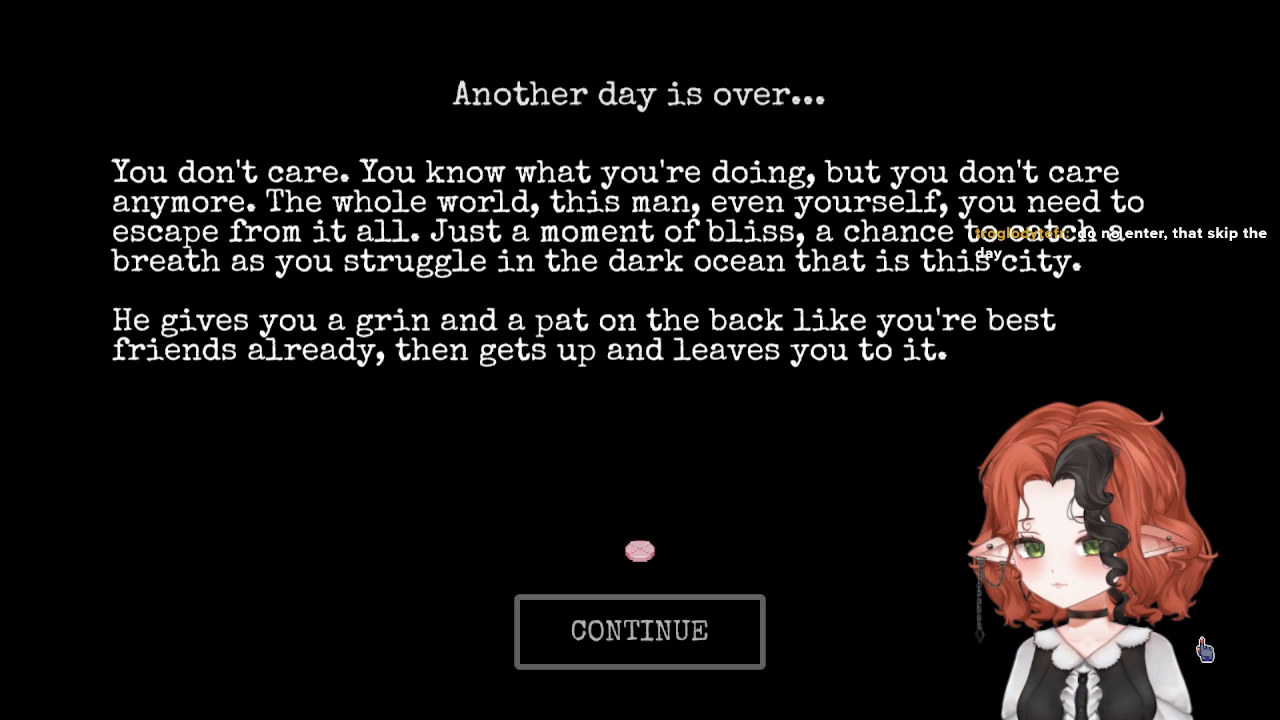 Another day is over...
You don't care. You know what you're doing, but you don't care
anymore. The whole world, this man, even yourself, you need to
escape from it all. Just a moment of bliss, a chance to catch a
breath as you struggle in the dark ocean that is this city.
enter, that skip the
day
He gives you a grin and a pat on the back like you're best
friends already, then gets up and leaves you to it.
CONTINUE